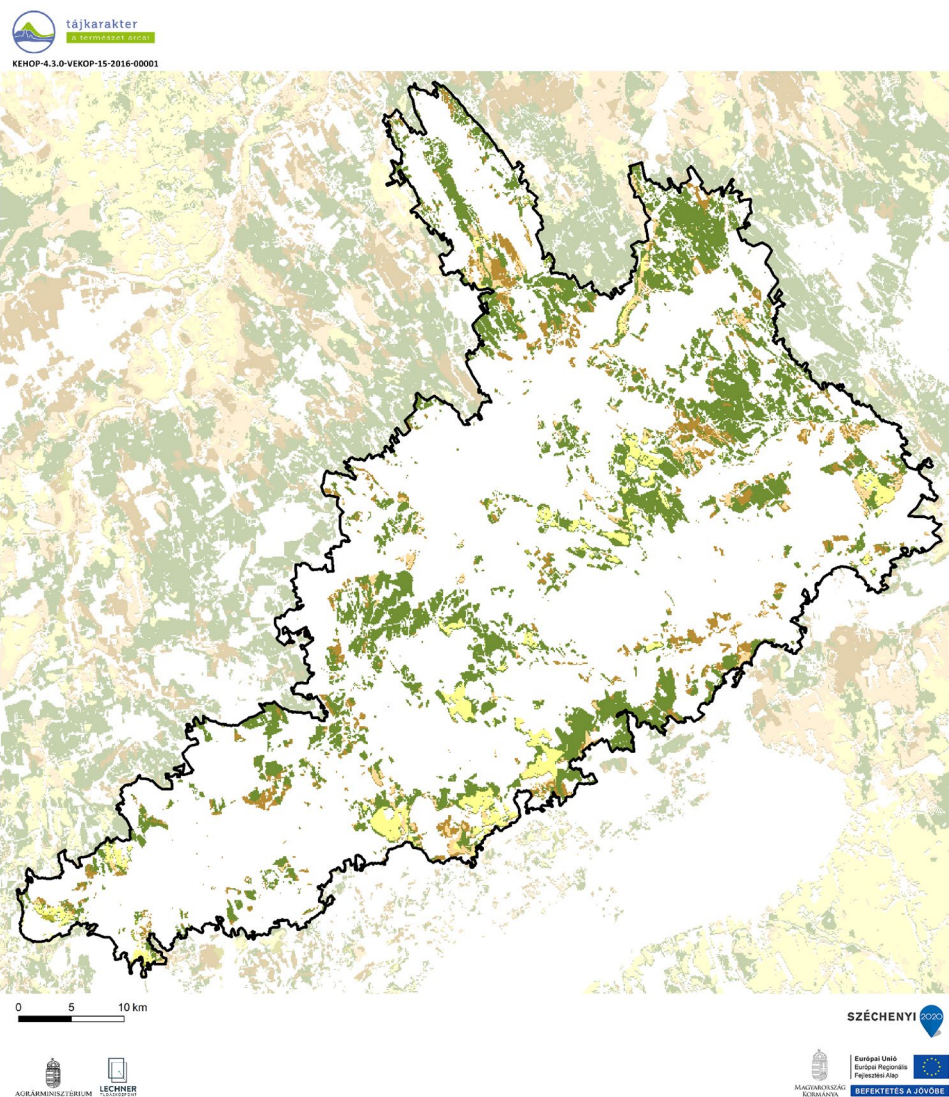 tájkarakter
a természet arcai
KEHOP-4.3.0-VEKOP-15-2016-00001
0 5 10 km
SZÉCHENYI 2020
AGRÁRMINISZTÉRIUM
LECHNER
TUDÁSKÖZPONT
MAGYARORSZÁG
KORMÁNYA
Európai Unió
Európai Regionális
Fejlesztési Alap
BEFEKTETÉS A JÖVŐBE